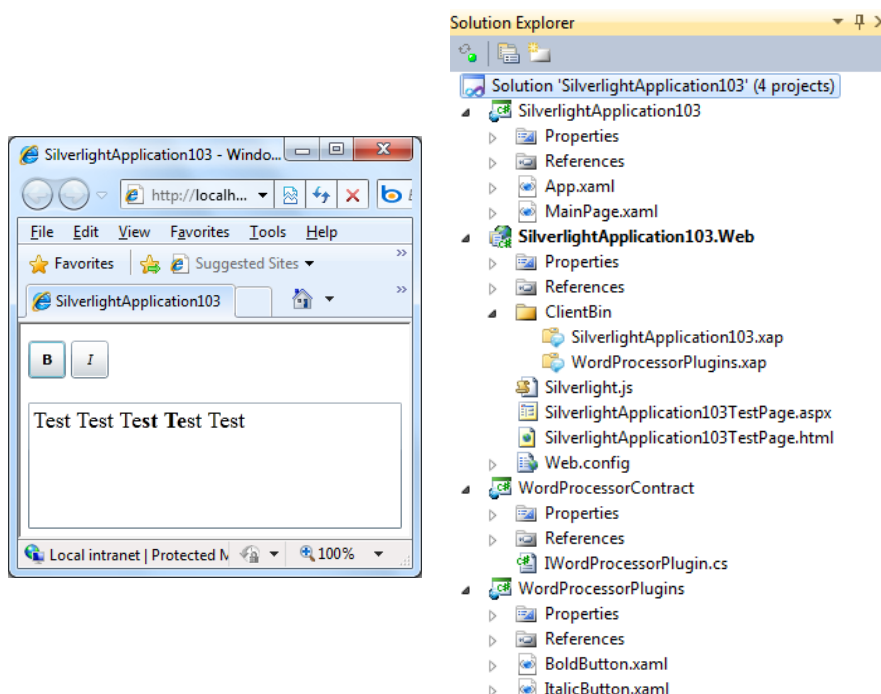 SilverlightApplication103 - Windo...
http://localh...
File Edit View Favorites Tools Help
Favorites Suggested Sites
SilverlightApplication103
B I
Test Test Test Test Test
Local intranet | Protected M 100%
Solution Explorer
Solution 'SilverlightApplication103' (4 projects)
SilverlightApplication103
Properties
References
App.xaml
MainPage.xaml
SilverlightApplication103.Web
Properties
References
ClientBin
SilverlightApplication103.xap
WordProcessorPlugins.xap
Silverlight.js
SilverlightApplication103TestPage.aspx
SilverlightApplication103TestPage.html
Web.config
WordProcessorContract
Properties
References
IWordProcessorPlugin.cs
WordProcessorPlugins
Properties
References
BoldButton.xaml
ItalicButton.xaml